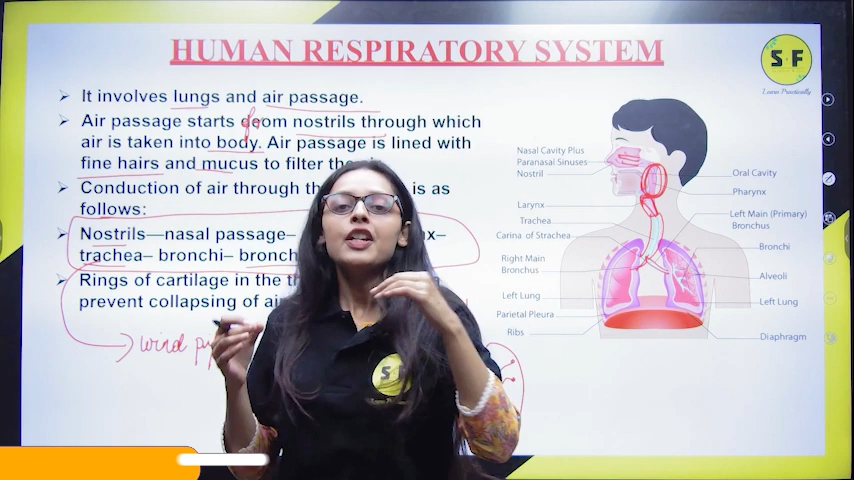 HUMAN RESPIRATORY SYSTEM
S F
Learn Practically
➤ It involves lungs and air passage.
➤ Air passage starts deom nostrils through which
air is taken into body. Air passage is lined with
fine hairs and mucus to filter the
➤ Conduction of air through th is as
follows:
➤ Nostrils—nasal passage–
trachea– bronchi– bronch
➤ Rings of cartilage in the
prevent collapsing of
wind
Nasal Cavity Plus
Paranasal Sinuses
Nostril
Larynx
Trachea
Carina of Strachea
Right Main
Bronchus
Left Lung
Parietal Pleura
Ribs
Oral Cavity
Pharynx
Left Main (Primary)
Bronchus
Bronchi
Alveoli
Left Lung
Diaphragm
S F